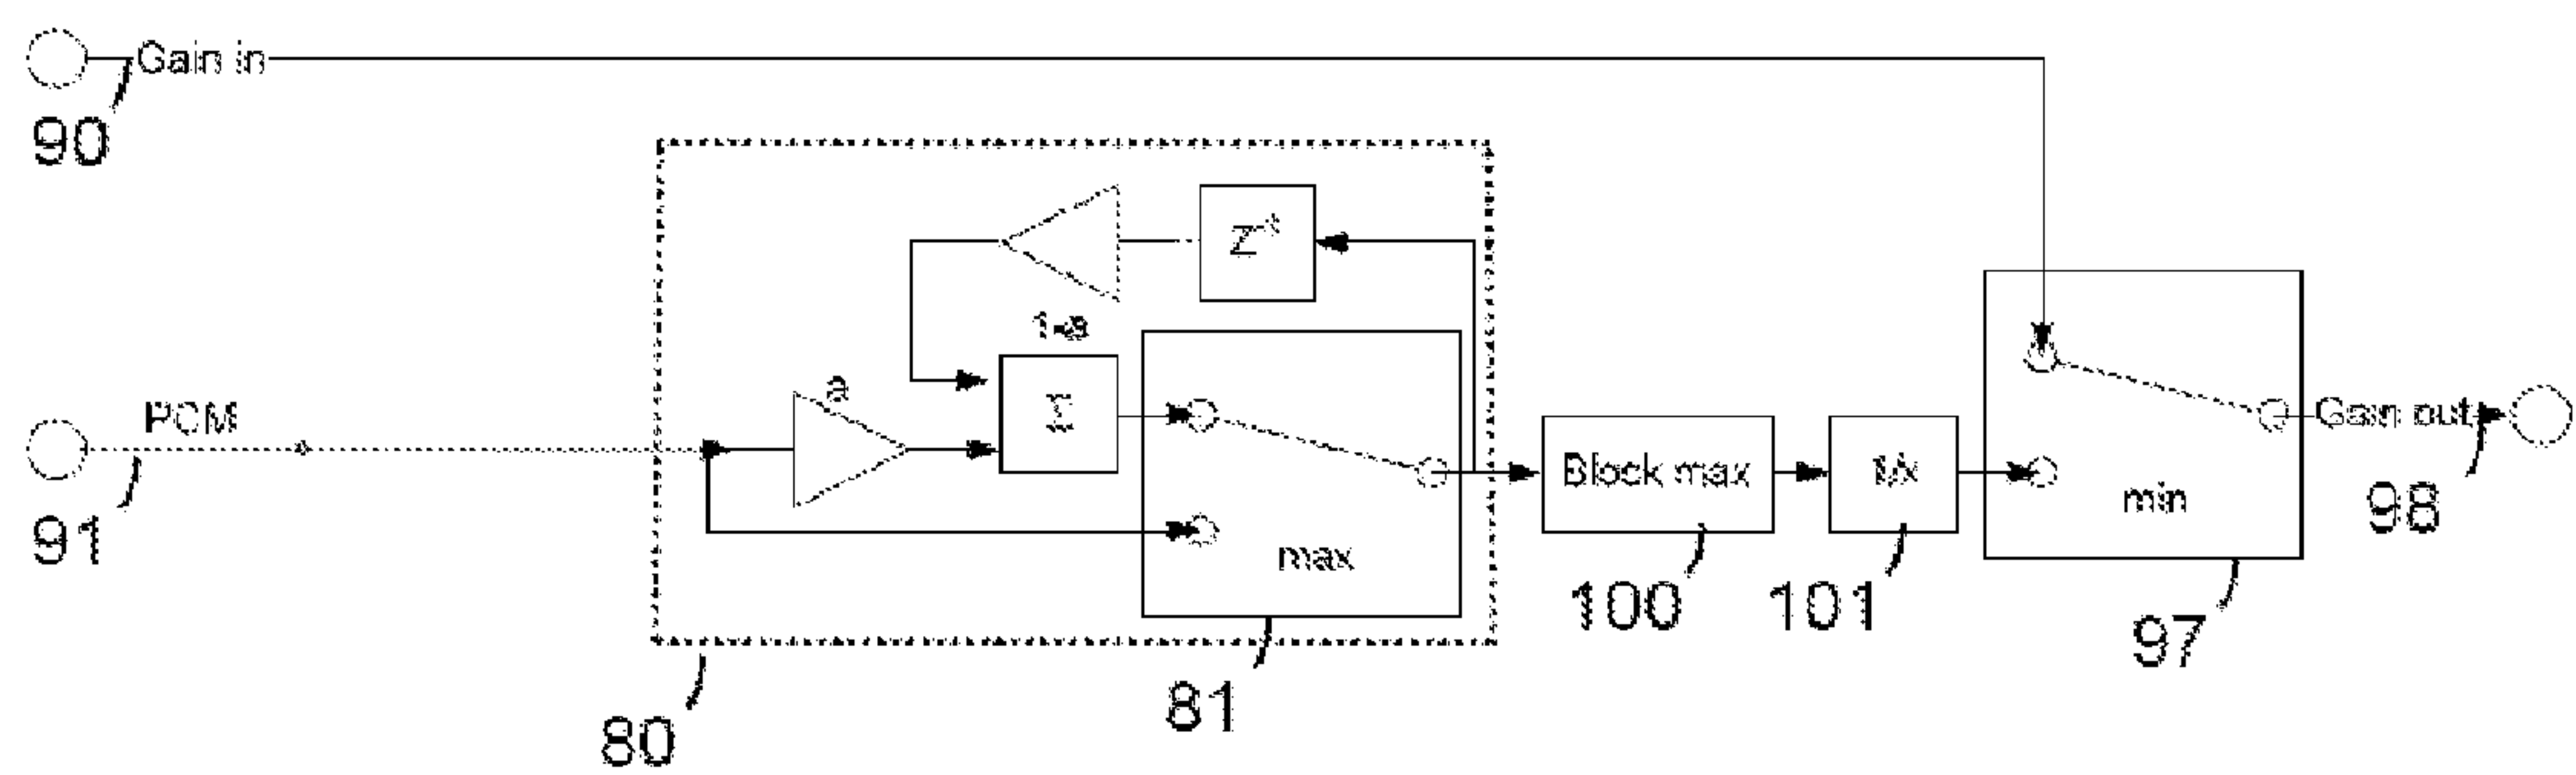 Gain in
90
PCM
91
a
1-a
Σ
max
Block max
1/x
min
Gain out
98
100
101
97
81
80